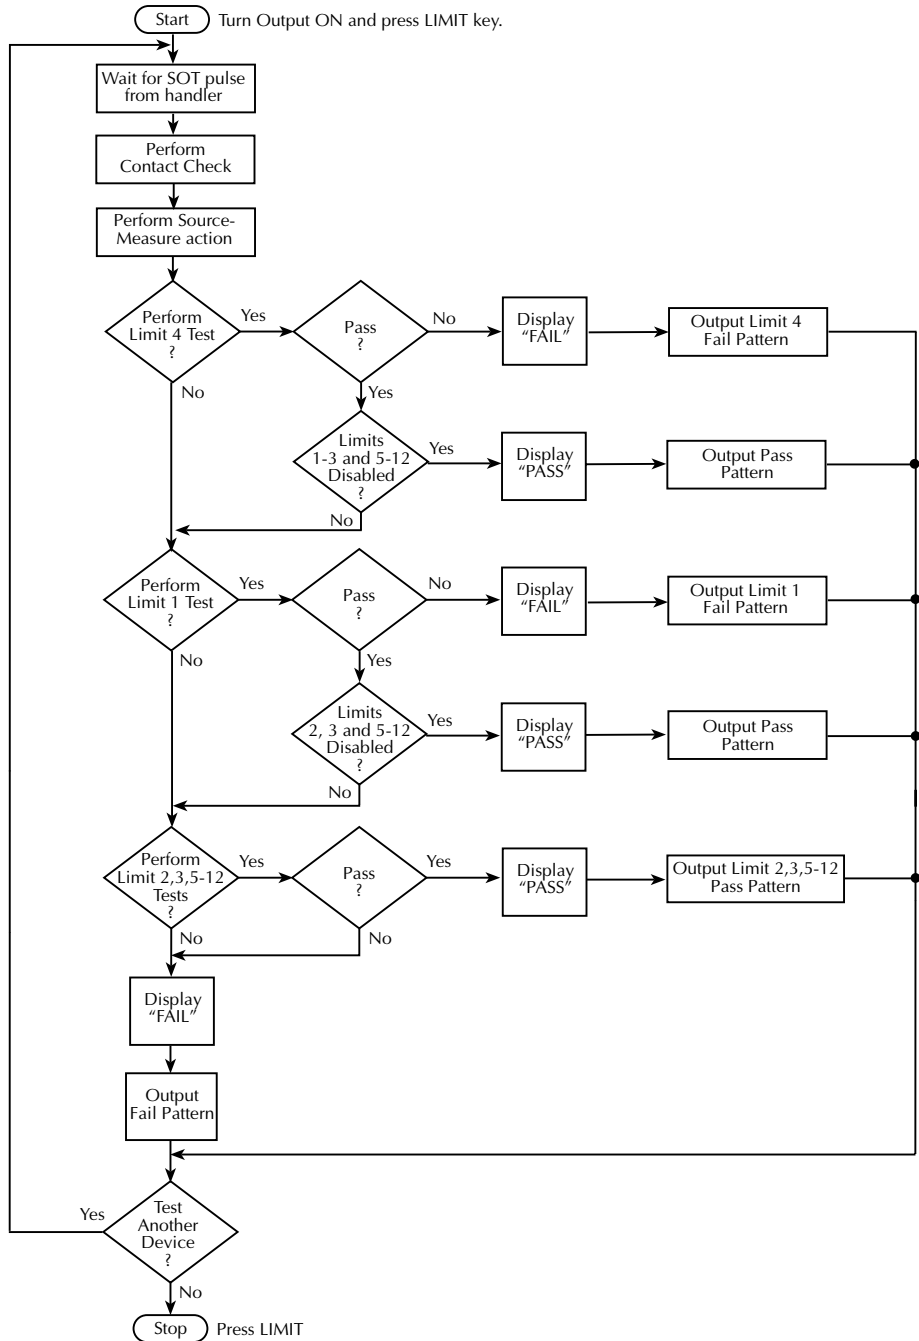 Start
Turn Output ON and press LIMIT key.
Wait for SOT pulse
from handler
Perform
Contact Check
Perform Source-
Measure action
Perform
Limit 4 Test
?
Yes
No
Pass
?
No
Yes
Display
“FAIL”
Output Limit 4
Fail Pattern
Limits
1-3 and 5-12
Disabled
?
Yes
No
Display
“PASS”
Output Pass
Pattern
Perform
Limit 1 Test
?
Yes
No
Pass
?
No
Yes
Display
“FAIL”
Output Limit 1
Fail Pattern
Limits
2, 3 and 5-12
Disabled
?
Yes
No
Display
“PASS”
Output Pass
Pattern
Perform
Limit 2,3,5-12
Tests
?
Yes
No
Pass
?
Yes
No
Display
“PASS”
Output Limit 2,3,5-12
Pass Pattern
Display
“FAIL”
Output
Fail Pattern
Test
Another
Device
?
Yes
No
Stop
Press LIMIT